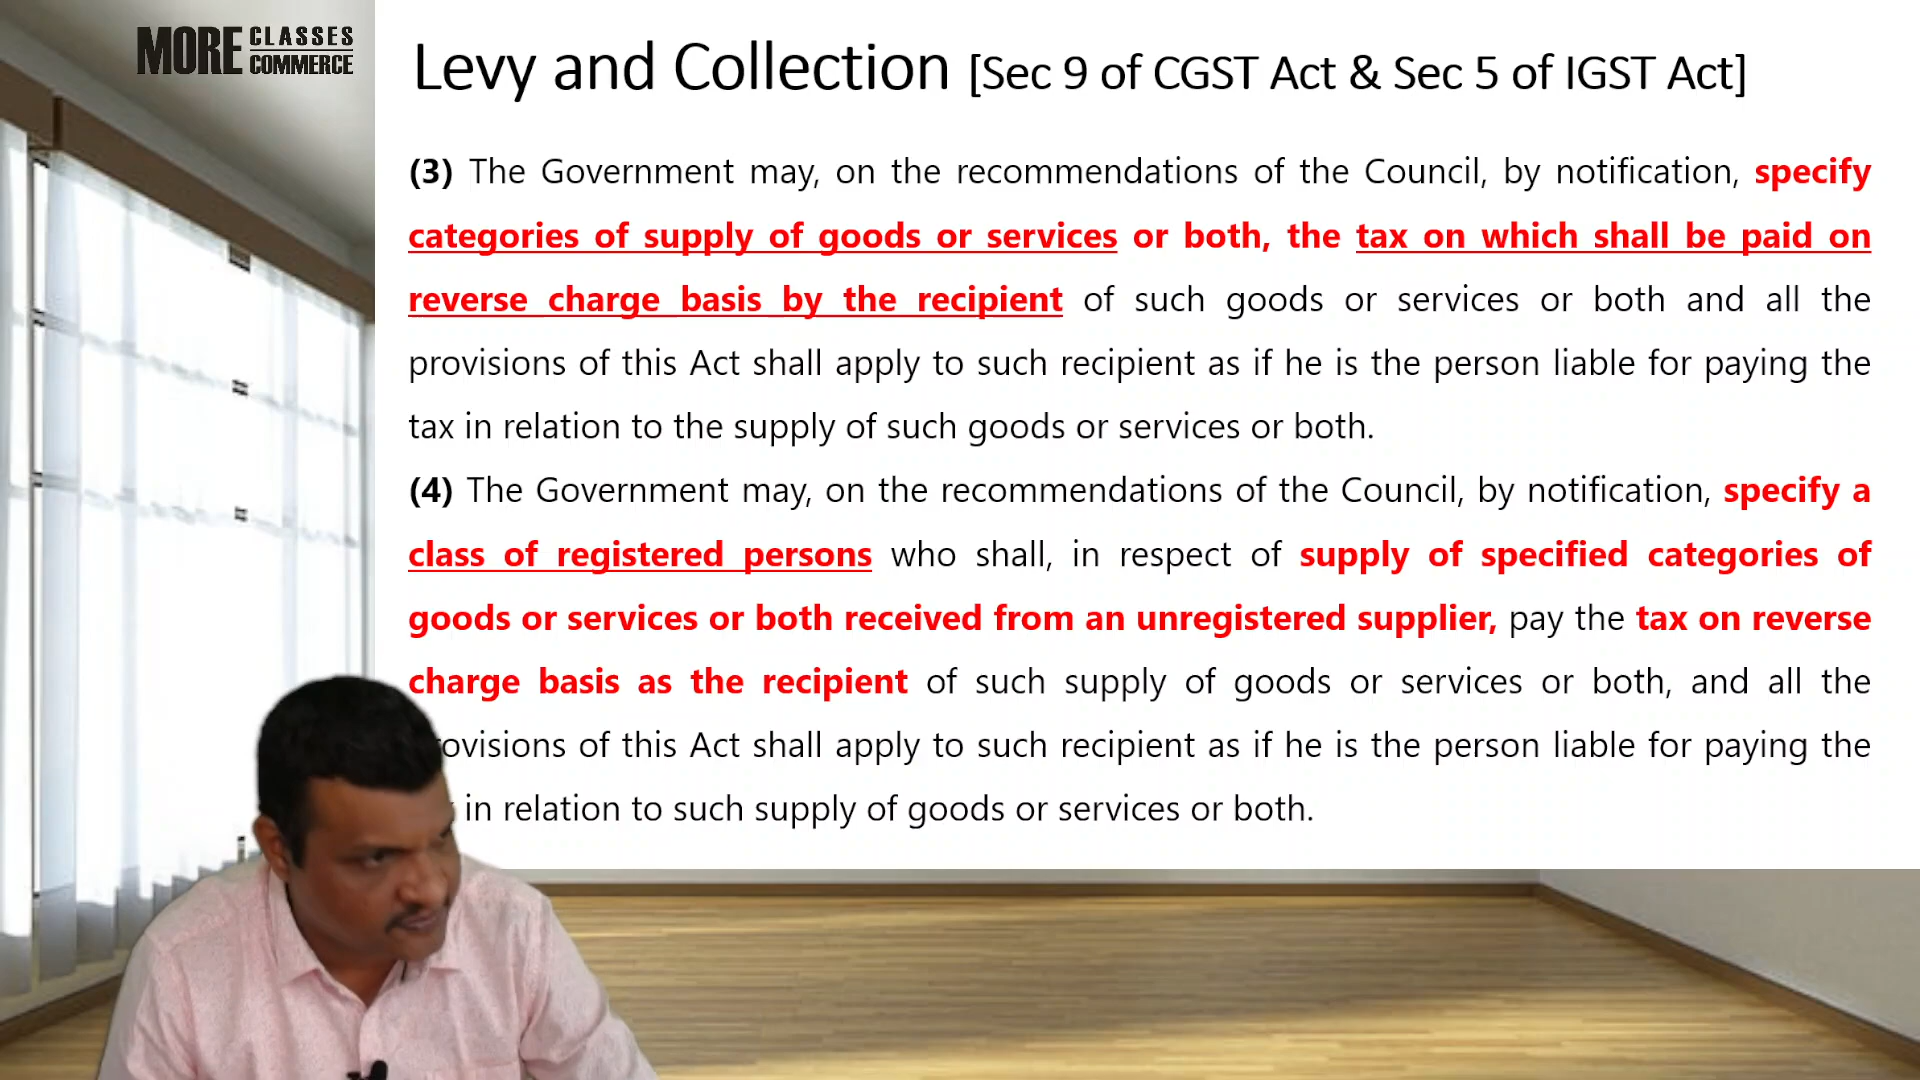 MORE CLASSES COMMERCE
Levy and Collection [Sec 9 of CGST Act & Sec 5 of IGST Act]
(3) The Government may, on the recommendations of the Council, by notification, specify
categories of supply of goods or services or both, the tax on which shall be paid on
reverse charge basis by the recipient of such goods or services or both and all the
provisions of this Act shall apply to such recipient as if he is the person liable for paying the
tax in relation to the supply of such goods or services or both.
(4) The Government may, on the recommendations of the Council, by notification, specify a
class of registered persons who shall, in respect of supply of specified categories of
goods or services or both received from an unregistered supplier, pay the tax on reverse
charge basis as the recipient of such supply of goods or services or both, and all the
ovisions of this Act shall apply to such recipient as if he is the person liable for paying the
in relation to such supply of goods or services or both.